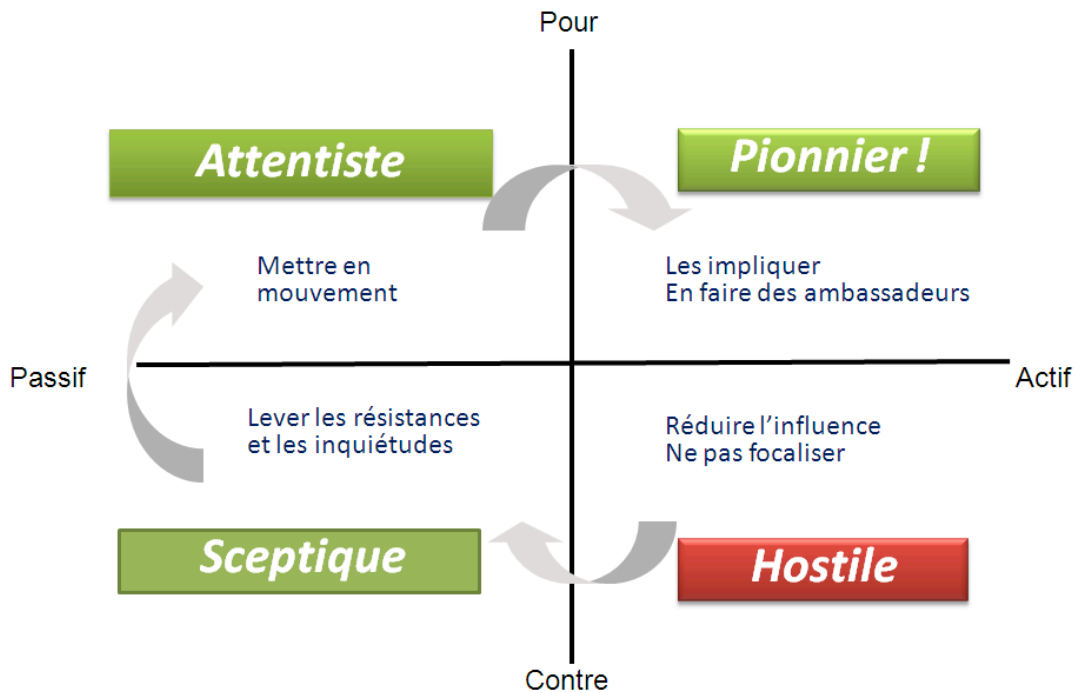 Pour
Attentiste
Pionnier !
Mettre en
mouvement
Les impliquer
En faire des ambassadeurs
Passif
Actif
Lever les résistances
et les inquiétudes
Réduire l’influence
Ne pas focaliser
Sceptique
Hostile
Contre